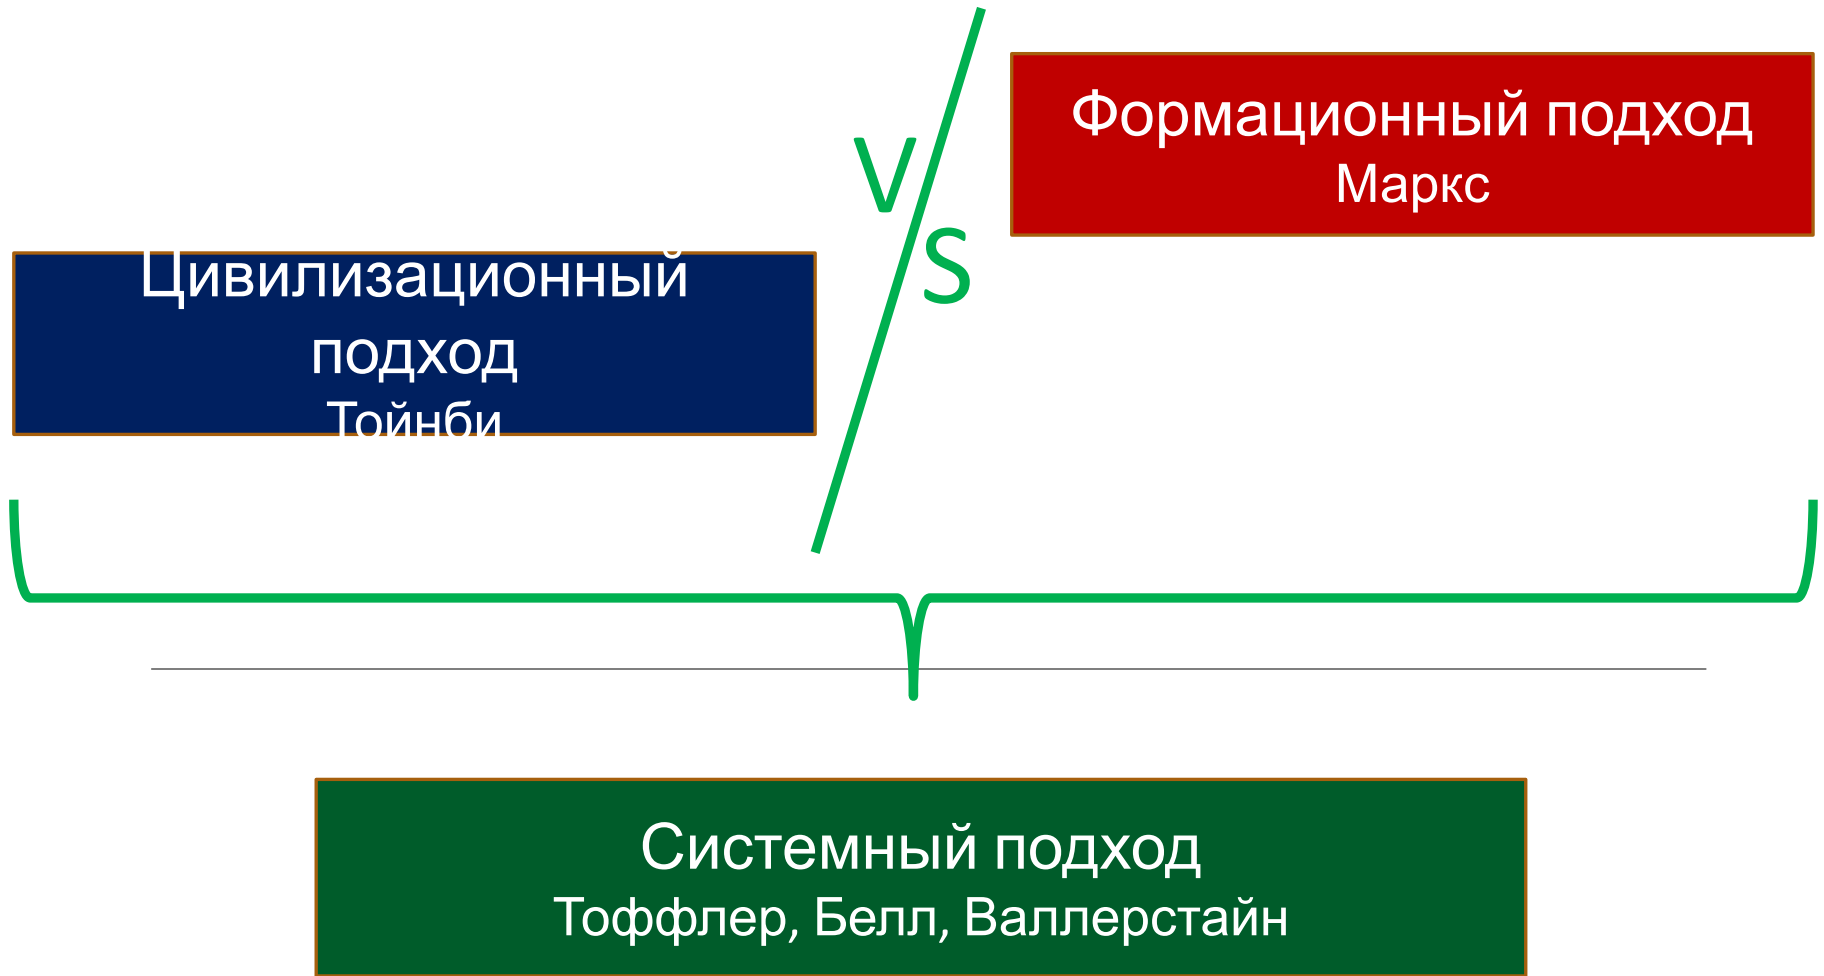 Формационный подход
Маркс
V
S
Цивилизационный
подход
Тойнби
Системный подход
Тоффлер, Белл, Валлерстайн